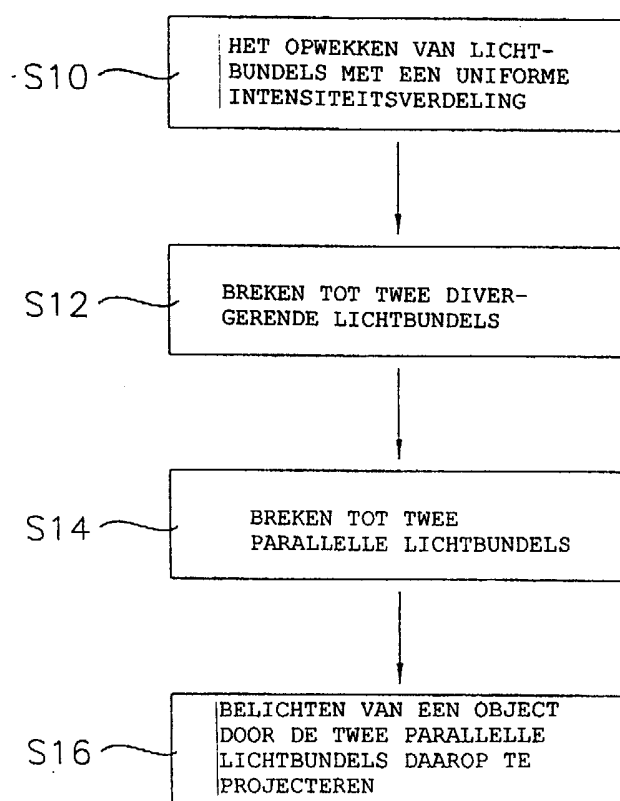 HET OPWEKKEN VAN LICHT-
S10 BUNDELS MET EEN UNIFORME
INTENSITEITSVERDELING
S12 BREKEN TOT TWEE DIVER-
GERENDE LICHTBUNDELS
S14 BREKEN TOT TWEE
PARALLELLE LICHTBUNDELS
BELICHTEN VAN EEN OBJECT
DOOR DE TWEE PARALLELLE
S16 LICHTBUNDELS DAAROP TE
PROJECTEREN